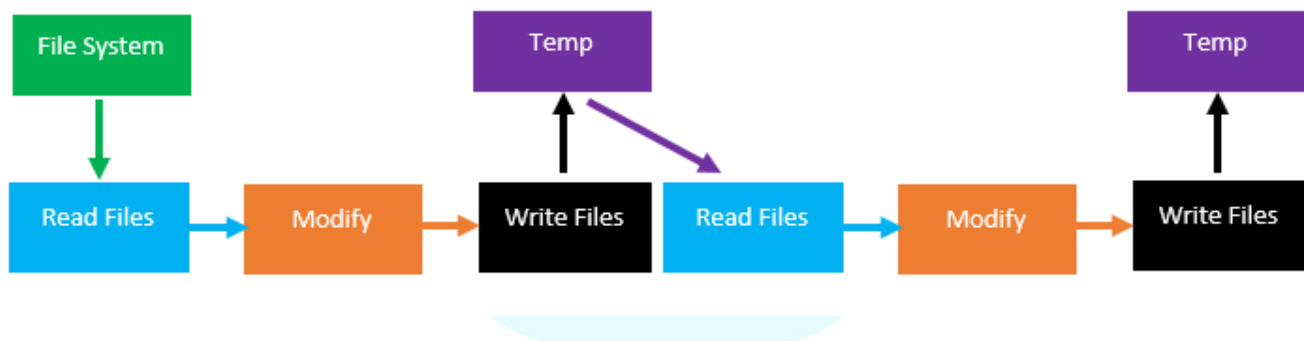 File System
Temp
Temp
Read Files
Modify
Write Files
Read Files
Modify
Write Files